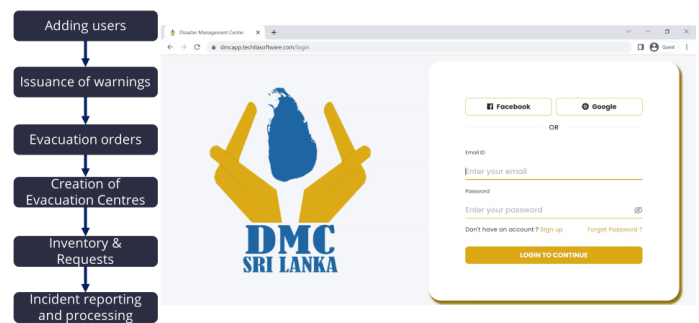 Adding users
Issuance of warnings
Evacuation orders
Creation of
Evacuation Centres
Inventory &
Requests
Incident reporting
and processing
Disaster Management Center
dmcapp.techilasoftware.com/login
Guest
DMC
SRI LANKA
Facebook
Google
OR
Email ID
Enter your email
Password
Enter your password
Don't have an account ? Sign up
Forgot Password ?
LOGIN TO CONTINUE